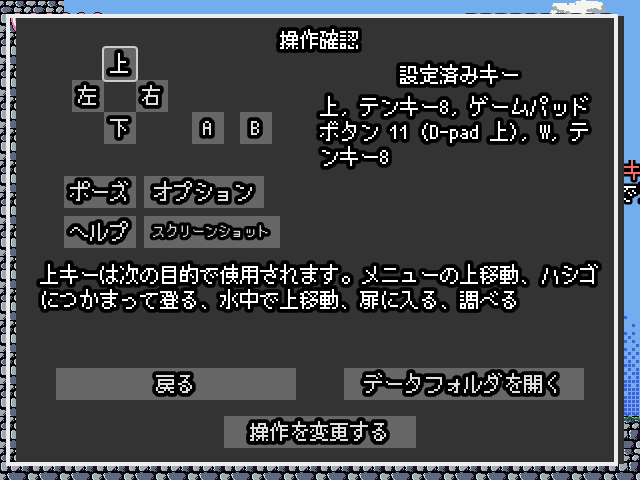 操作確認
上
左 右
下
A B
設定済みキー
上, テンキー8, ゲームパッド
ボタン 11 (D-pad 上), W, テ
ンキー8
ポーズ オプション
ヘルプ スクリーンショット
上キーは次の目的で使用されます。メニューの上移動、ハシゴ
につかまって登る、水中で上移動、扉に入る、調べる
戻る データフォルダを開く
操作を変更する